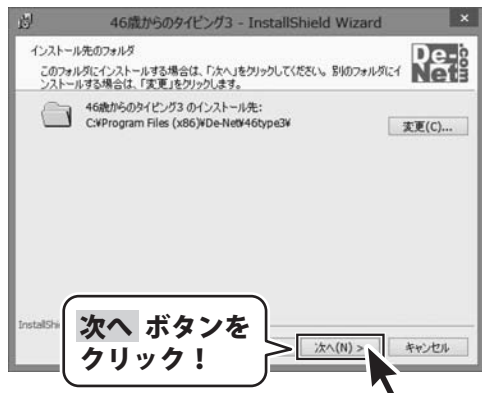 46歳からのタイピング3 - InstallShield Wizard
インストール先のフォルダ
このフォルダにインストールする場合は、「次へ」をクリックしてください。別のフォルダにイ
ンストールする場合は、「変更」をクリックします。
De-
Net.com
46歳からのタイピング3 のインストール先:
C:¥Program Files (x86)¥De-Net¥46type3¥
変更(C)...
InstallSh
次へ ボタンを
クリック！
次へ(N) >
キャンセル